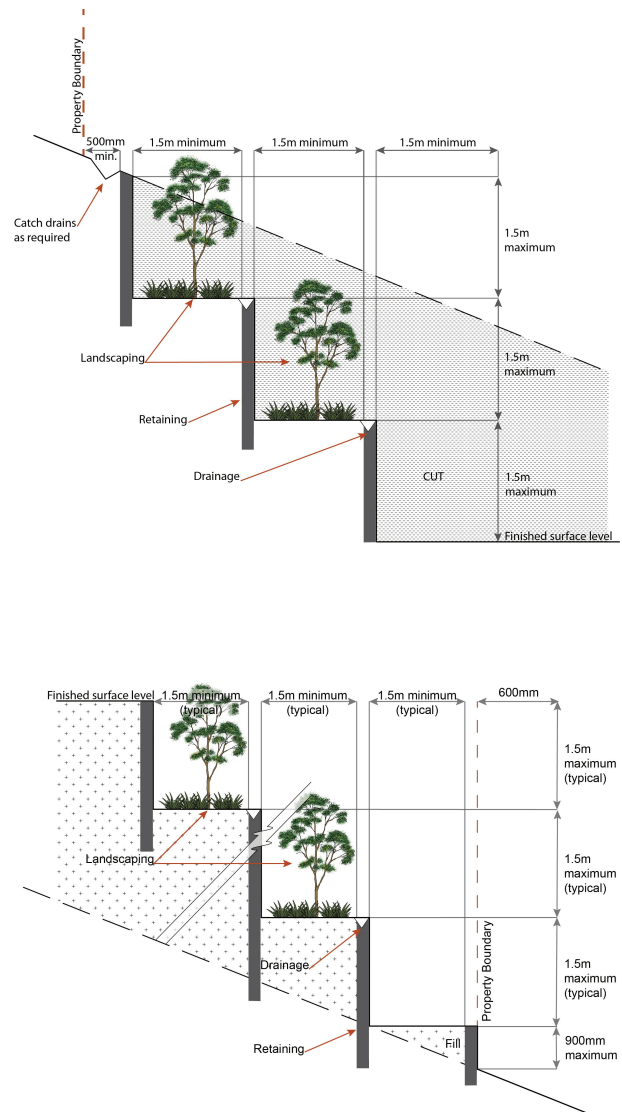 Property Boundary
500mm
min.
1.5m minimum
1.5m minimum
1.5m minimum
Catch drains
as required
1.5m
maximum
Landscaping
1.5m
maximum
Retaining
Drainage
CUT
1.5m
maximum
Finished surface level
Finished surface level
1.5m minimum
(typical)
1.5m minimum
(typical)
1.5m minimum
(typical)
600mm
1.5m
maximum
(typical)
Landscaping
1.5m
maximum
(typical)
Drainage
Property Boundary
1.5m
maximum
(typical)
Retaining
Fill
900mm
maximum